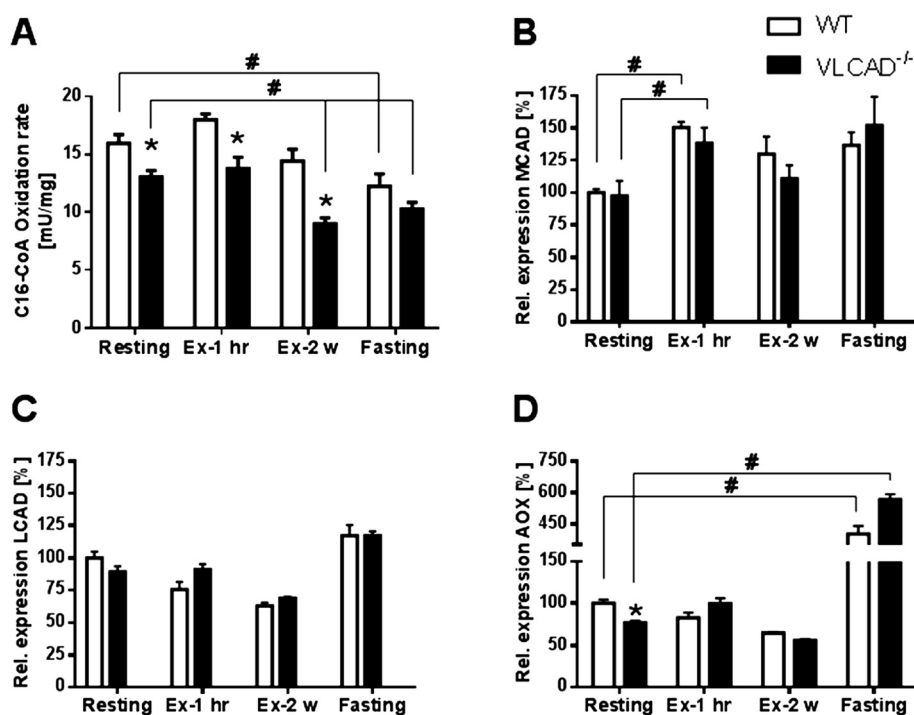 A
#
#
C16-CoA Oxidation rate
[mU/mg]
20
15
10
5
0
*
*
*
Resting Ex-1 hr Ex-2 w Fasting
B
WT
VLCAD-/-
#
#
Rel. expression MCAD [%]
175
150
125
100
75
50
25
0
Resting Ex-1 hr Ex-2 w Fasting
C
Rel. expression LCAD [%]
175
150
125
100
75
50
25
0
Resting Ex-1 hr Ex-2 w Fasting
D
#
#
Rel. expression AOX [%]
750
600
450
150
100
50
0
*
Resting Ex-1 hr Ex-2 w Fasting